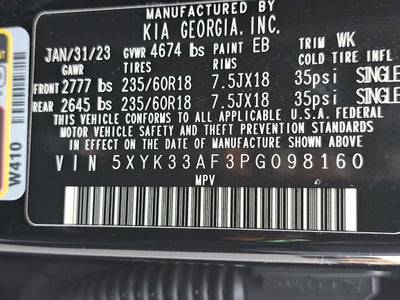 MANUFACTURED BY
KIA GEORGIA, INC.
JAN/31/23 GVWR 4674 lbs PAINT EB TRIM WK
GAWR TIRES RIMS COLD TIRE INFL
FRONT 2777 lbs 235/60R18 7.5JX18 35psi SINGLE
REAR 2645 lbs 235/60R18 7.5JX18 35psi SINGLE
THIS VEHICLE CONFORMS TO ALL APPLICABLE U.S.A. FEDERAL
MOTOR VEHICLE SAFETY AND THEFT PREVENTION STANDARDS
IN EFFECT ON THE DATE OF MANUFACTURE SHOWN ABOVE.
VIN 5XYK33AF3PG098160
MPV
W410